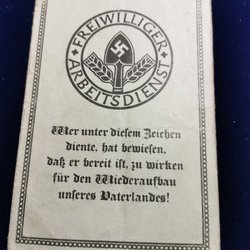 FREIWILLIGER
ARBEITSDIENST
Wer unter diesem Zeichen
diente, hat bewiesen,
daß er bereit ist, zu wirken
für den Wiederaufbau
unseres Vaterlandes!